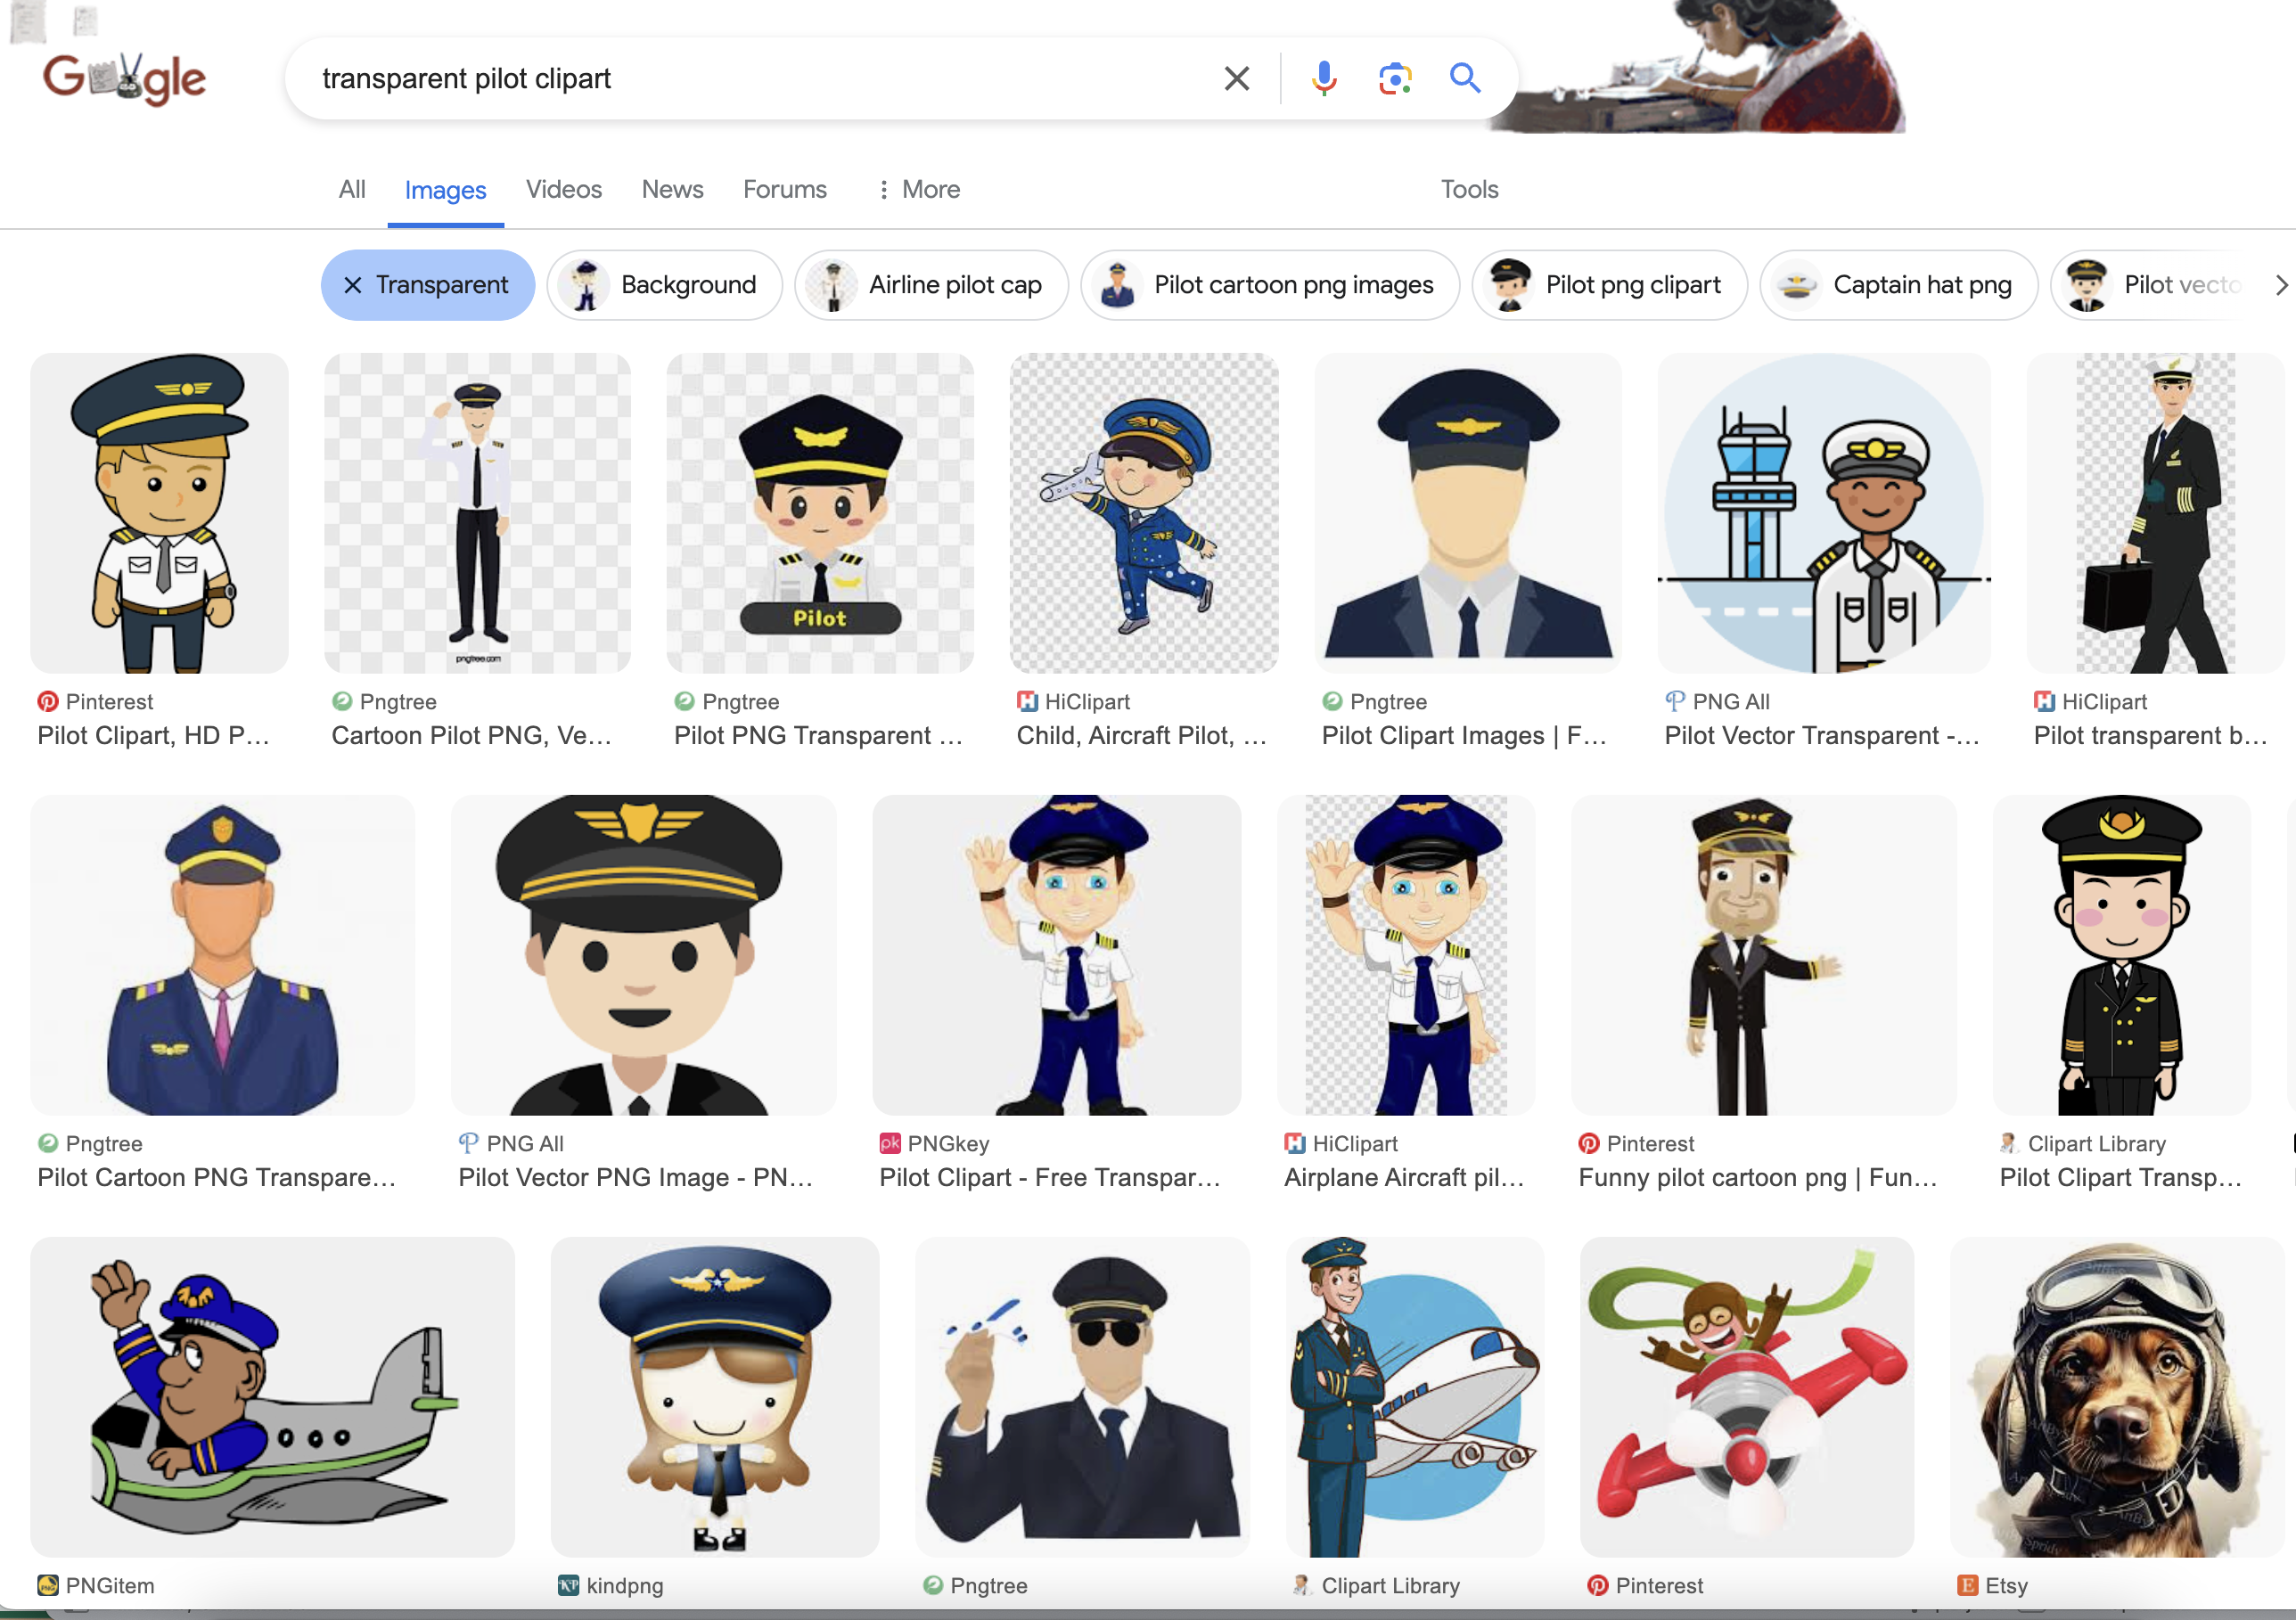 Google
transparent pilot clipart
All
Images
Videos
News
Forums
More
Tools
Transparent
Background
Airline pilot cap
Pilot cartoon png images
Pilot png clipart
Captain hat png
Pilot vecto
pngtree.com
Pilot
Pinterest
Pilot Clipart, HD P...
Pngtree
Cartoon Pilot PNG, Ve...
Pngtree
Pilot PNG Transparent ...
HiClipart
Child, Aircraft Pilot, ...
Pngtree
Pilot Clipart Images | F...
PNG All
Pilot Vector Transparent -...
HiClipart
Pilot transparent b...
Pngtree
Pilot Cartoon PNG Transpare...
PNG All
Pilot Vector PNG Image - PN...
pk PNGkey
Pilot Clipart - Free Transpar...
HiClipart
Airplane Aircraft pil...
Pinterest
Funny pilot cartoon png | Fun...
Clipart Library
Pilot Clipart Transp...
PNG PNGitem
KP kindpng
Pngtree
Clipart Library
Pinterest
E Etsy